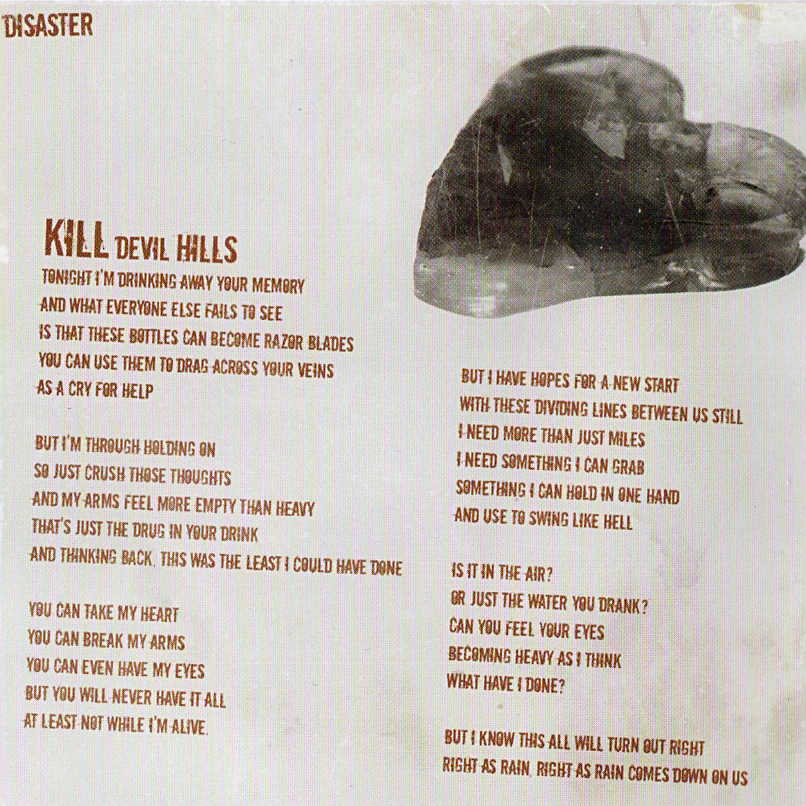 DISASTER
KILL DEVIL HILLS
TONIGHT I'M DRINKING AWAY YOUR MEMORY
AND WHAT EVERYONE ELSE FAILS TO SEE
IS THAT THESE BOTTLES CAN BECOME RAZOR BLADES
YOU CAN USE THEM TO DRAG ACROSS YOUR VEINS
AS A CRY FOR HELP
BUT I'M THROUGH HOLDING ON
SO JUST CRUSH THOSE THOUGHTS
AND MY ARMS FEEL MORE EMPTY THAN HEAVY
THAT'S JUST THE DRUG IN YOUR DRINK
AND THINKING BACK, THIS WAS THE LEAST I COULD HAVE DONE
YOU CAN TAKE MY HEART
YOU CAN BREAK MY ARMS
YOU CAN EVEN HAVE MY EYES
BUT YOU WILL NEVER HAVE IT ALL
AT LEAST NOT WHILE I'M ALIVE.
BUT I HAVE HOPES FOR A NEW START
WITH THESE DIVIDING LINES BETWEEN US STILL
I NEED MORE THAN JUST MILES
I NEED SOMETHING I CAN GRAB
SOMETHING I CAN HOLD IN ONE HAND
AND USE TO SWING LIKE HELL
IS IT IN THE AIR?
OR JUST THE WATER YOU DRANK?
CAN YOU FEEL YOUR EYES
BECOMING HEAVY AS I THINK
WHAT HAVE I DONE?
BUT I KNOW THIS ALL WILL TURN OUT RIGHT
RIGHT AS RAIN, RIGHT AS RAIN COMES DOWN ON US